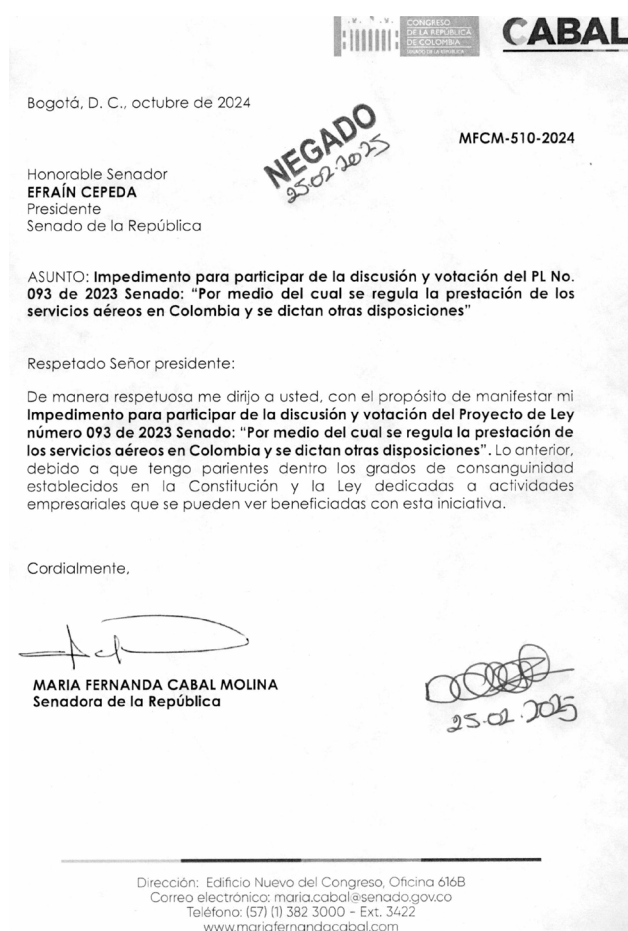 CONGRESO
DE LA REPÚBLICA
DE COLOMBIA
SENADO DE LA REPÚBLICA
CABAL
Bogotá, D. C., octubre de 2024
NEGADO
25.02.2025
MFCM-510-2024
Honorable Senador
EFRAÍN CEPEDA
Presidente
Senado de la República
ASUNTO: Impedimento para participar de la discusión y votación del PL No.
093 de 2023 Senado: “Por medio del cual se regula la prestación de los
servicios aéreos en Colombia y se dictan otras disposiciones”
Respetado Señor presidente:
De manera respetuosa me dirijo a usted, con el propósito de manifestar mi
Impedimento para participar de la discusión y votación del Proyecto de Ley
número 093 de 2023 Senado: “Por medio del cual se regula la prestación de
los servicios aéreos en Colombia y se dictan otras disposiciones”. Lo anterior,
debido a que tengo parientes dentro los grados de consanguinidad
establecidos en la Constitución y la Ley dedicadas a actividades
empresariales que se pueden ver beneficiadas con esta iniciativa.
Cordialmente,
MARIA FERNANDA CABAL MOLINA
Senadora de la República
25.02.2025
Dirección: Edificio Nuevo del Congreso, Oficina 616B
Correo electrónico: maria.cabal@senado.gov.co
Teléfono: (57) (1) 382 3000 - Ext. 3422
www.mariafernandacabal.com